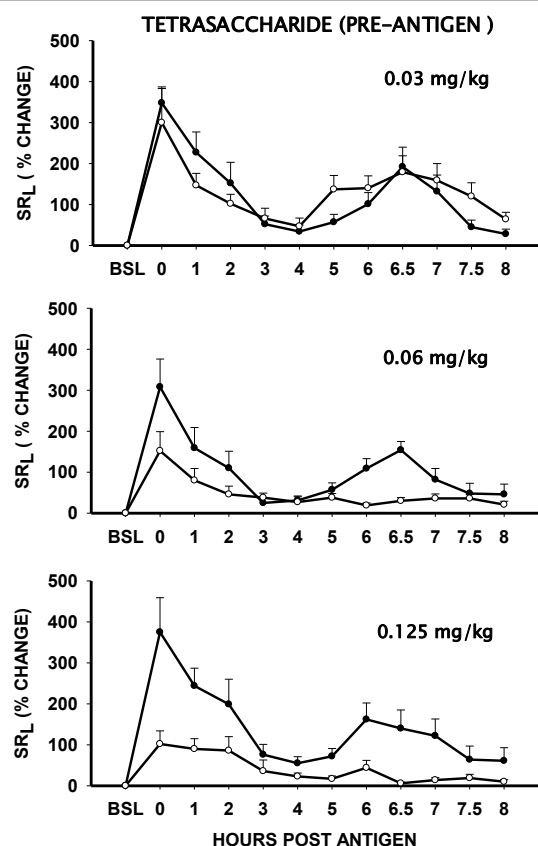 TETRASACCHARIDE (PRE-ANTIGEN )
500
400
300
200
100
0
SRL ( % CHANGE)
0.03 mg/kg
BSL 0 1 2 3 4 5 6 6.5 7 7.5 8
500
400
300
200
100
0
SRL ( % CHANGE)
0.06 mg/kg
BSL 0 1 2 3 4 5 6 6.5 7 7.5 8
500
400
300
200
100
0
SRL (% CHANGE)
0.125 mg/kg
BSL 0 1 2 3 4 5 6 6.5 7 7.5 8
HOURS POST ANTIGEN